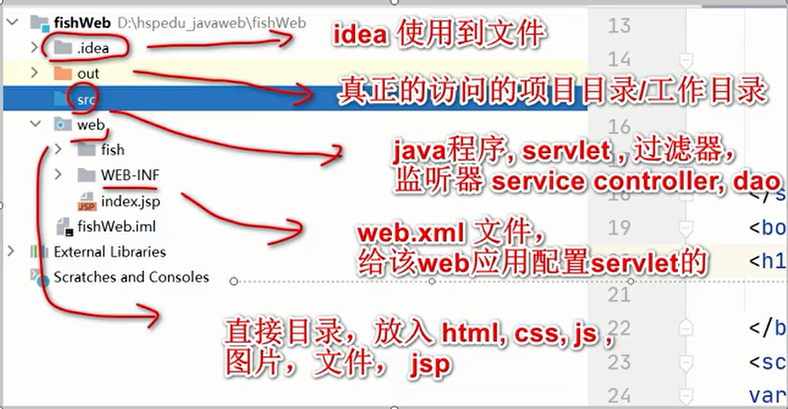 fishWeb D:\hspedu_javaweb\fishWeb
.idea
out
src
web
fish
WEB-INF
index.jsp
fishWeb.iml
External Libraries
Scratches and Consoles
idea 使用到文件
真正的访问的项目目录/工作目录
java程序, servlet , 过滤器，
监听器 service controller, dao
web.xml 文件，
给该web应用配置servlet的
直接目录，放入 html, css, js ,
图片，文件， jsp
13
14
16
18
</s
19
<bo
<h1
21
22
</b
23
<sc
24
var